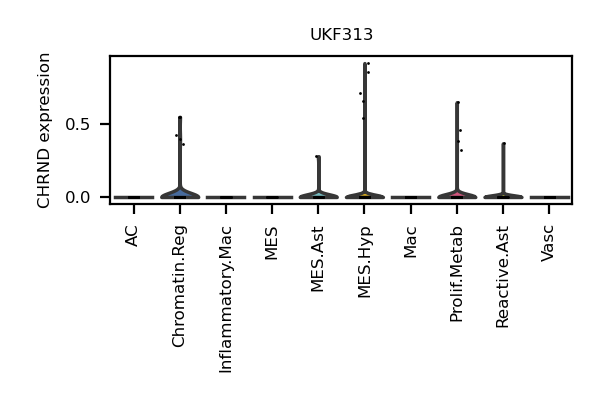 UKF313
CHRND expression
0.5
0.0
AC
Chromatin.Reg
Inflammatory.Mac
MES
MES.Ast
MES.Hyp
Mac
Prolif.Metab
Reactive.Ast
Vasc